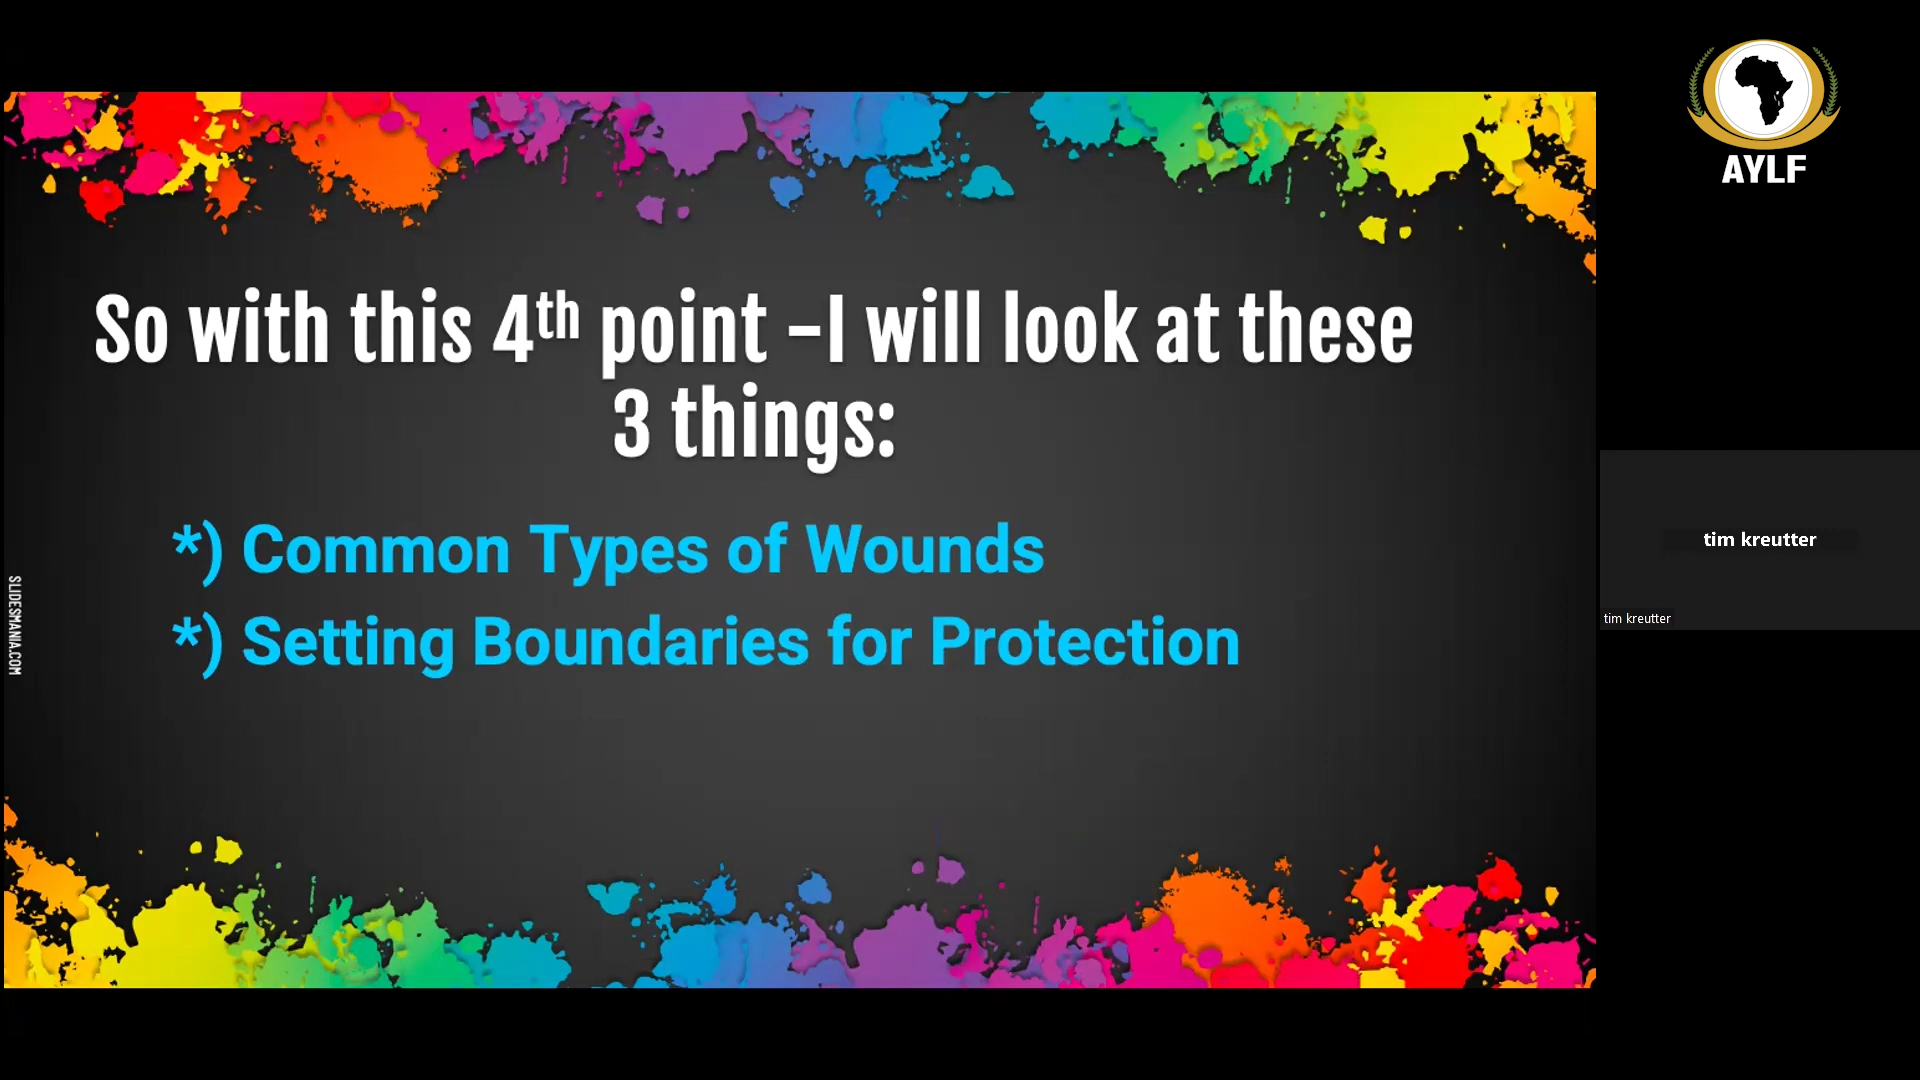 So with this 4th point –I will look at these
3 things:
*) Common Types of Wounds
*) Setting Boundaries for Protection
SLIDESMANIA.COM
AYLF
tim kreutter
tim kreutter